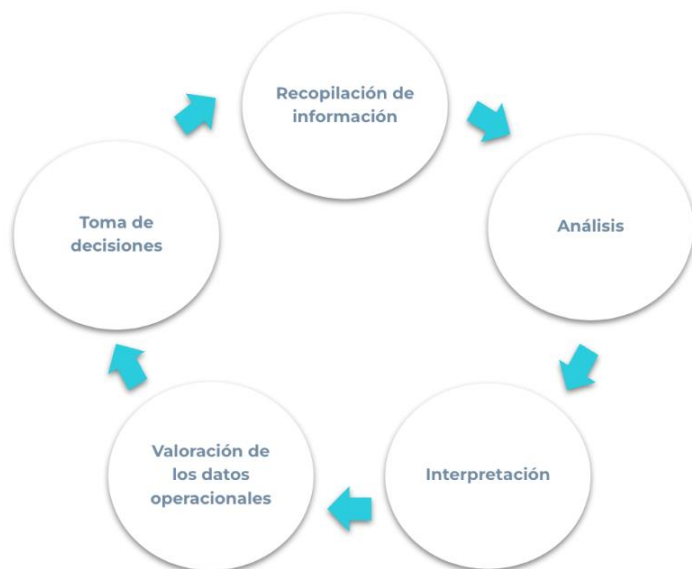 Recopilación de
información
Análisis
Interpretación
Valoración de
los datos
operacionales
Toma de
decisiones